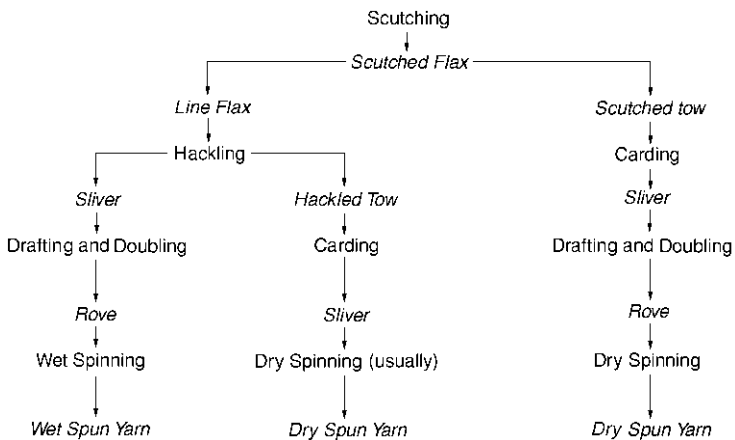 Scutching
Scutched Flax
Line Flax
Scutched tow
Hackling
Carding
Sliver
Hackled Tow
Sliver
Drafting and Doubling
Carding
Drafting and Doubling
Rove
Sliver
Rove
Wet Spinning
Dry Spinning (usually)
Dry Spinning
Wet Spun Yarn
Dry Spun Yarn
Dry Spun Yarn